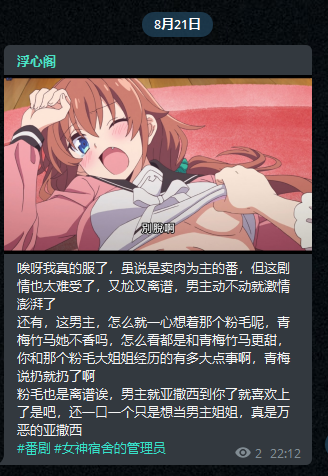 8月21日
浮心阁
别脱啊
唉呀我真的服了，虽说是卖肉为主的番，但这剧
情也太难受了，又尬又离谱，男主动不动就激情
澎湃了
还有，这男主，怎么就一心想着那个粉毛呢，青
梅竹马她不香吗，怎么看都是和青梅竹马更甜，
你和那个粉毛大姐姐经历的有多大点事啊，青梅
说扔就扔了啊
粉毛也是离谱诶，男主就亚撒西到你了就喜欢上
了是吧，还一口一个只是想当男主姐姐，真是万
恶的亚撒西
#番剧 #女神宿舍的管理员
2 22:12